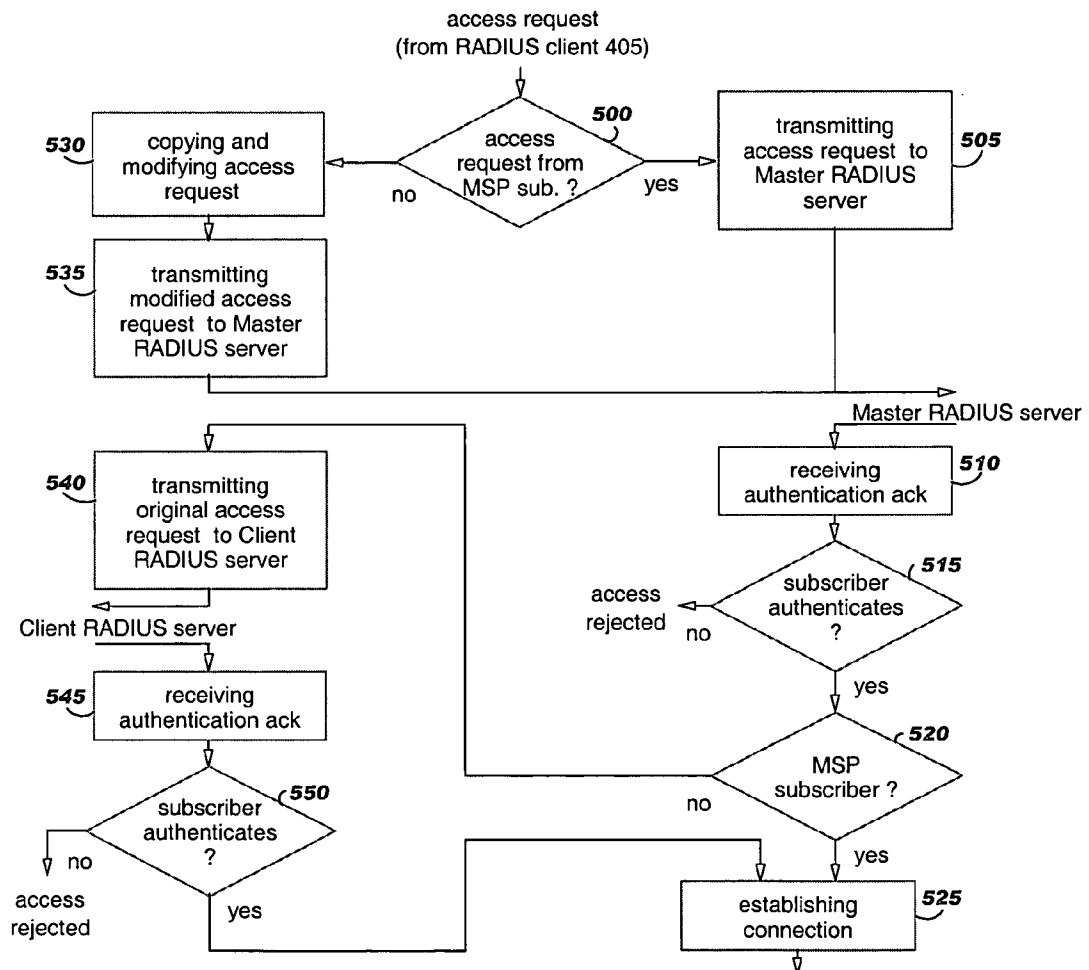 access request
(from RADIUS client 405)
500
access
request from
MSP sub. ?
no
yes
530
copying and
modifying access
request
transmitting
access request to
Master RADIUS
server
505
535
transmitting
modified access
request to Master
RADIUS server
Master RADIUS server
540
transmitting
original access
request to Client
RADIUS server
receiving
authentication ack
510
515
subscriber
authenticates
?
access
rejected
no
yes
Client RADIUS server
545
receiving
authentication ack
520
MSP
subscriber ?
no
yes
550
subscriber
authenticates
?
no
access
rejected
yes
establishing
connection
525